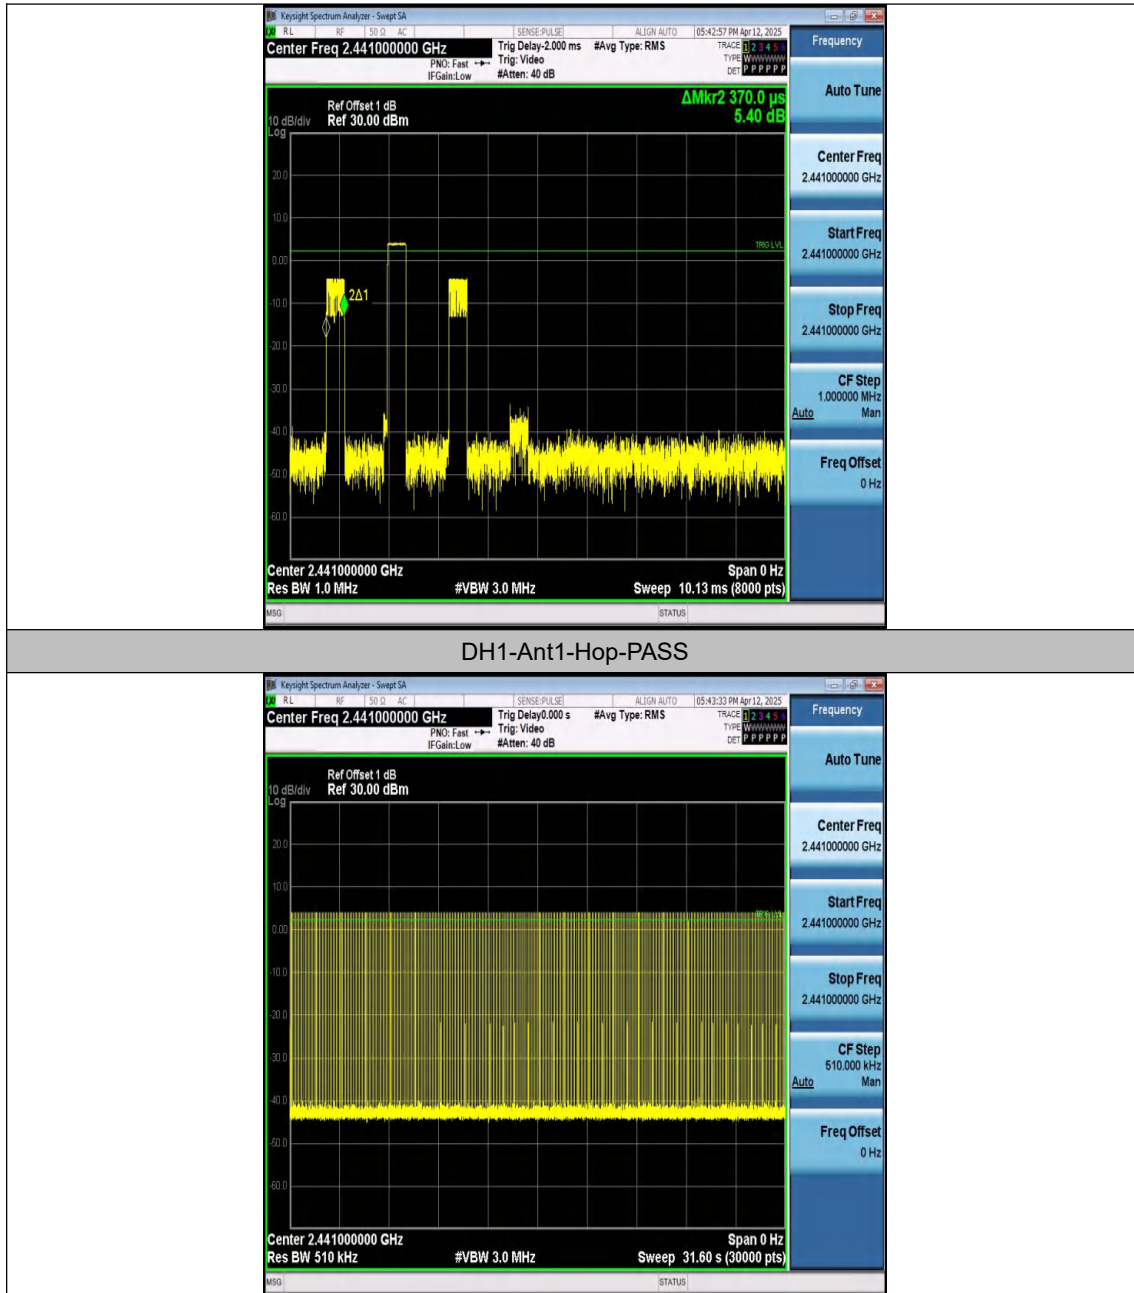 Keysight Spectrum Analyzer - Swept SA
RL RF 50 Ω AC SENSE:PULSE ALIGN AUTO 05:42:57 PM Apr 12, 2025
Center Freq 2.441000000 GHz
PNO: Fast
IFGain:Low
Trig Delay-2.000 ms
Trig: Video
#Atten: 40 dB
#Avg Type: RMS
TRACE 1 2 3 4 5 6
TYPE W
DET P P P P P P
Ref Offset 1 dB
Ref 30.00 dBm
ΔMkr2 370.0 µs
5.40 dB
10 dB/div
Log
20.0
10.0
0.00
-10.0
-20.0
-30.0
-40.0
-50.0
-60.0
TRIG LVL
2Δ1
Center 2.441000000 GHz
Span 0 Hz
Res BW 1.0 MHz
#VBW 3.0 MHz
Sweep 10.13 ms (8000 pts)
MSG
STATUS
Frequency
Auto Tune
Center Freq
2.441000000 GHz
Start Freq
2.441000000 GHz
Stop Freq
2.441000000 GHz
CF Step
1.000000 MHz
Auto Man
Freq Offset
0 Hz
DH1-Ant1-Hop-PASS
Keysight Spectrum Analyzer - Swept SA
RL RF 50 Ω AC SENSE:PULSE ALIGN AUTO 05:43:33 PM Apr 12, 2025
Center Freq 2.441000000 GHz
PNO: Fast
IFGain:Low
Trig Delay0.000 s
Trig: Video
#Atten: 40 dB
#Avg Type: RMS
TRACE 1 2 3 4 5 6
TYPE W
DET P P P P P P
Ref Offset 1 dB
Ref 30.00 dBm
10 dB/div
Log
20.0
10.0
0.00
-10.0
-20.0
-30.0
-40.0
-50.0
-60.0
Center 2.441000000 GHz
Span 0 Hz
Res BW 510 kHz
#VBW 3.0 MHz
Sweep 31.60 s (30000 pts)
MSG
STATUS
Frequency
Auto Tune
Center Freq
2.441000000 GHz
Start Freq
2.441000000 GHz
Stop Freq
2.441000000 GHz
CF Step
510.000 kHz
Auto Man
Freq Offset
0 Hz